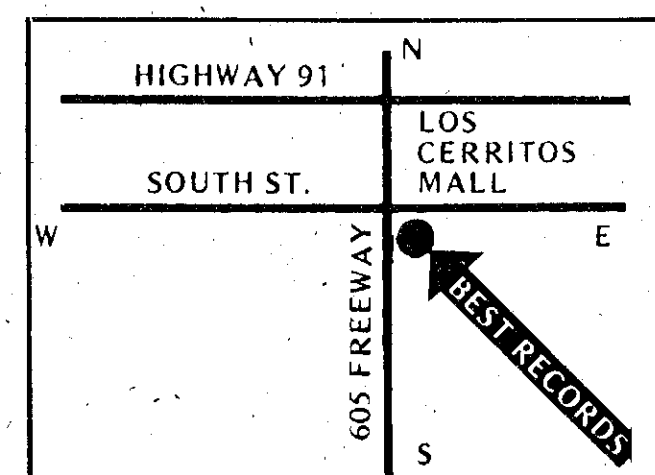 N
HIGHWAY 91
LOS
CERRITOS
MALL
SOUTH ST.
W
E
605 FREEWAY
BEST RECORDS
S